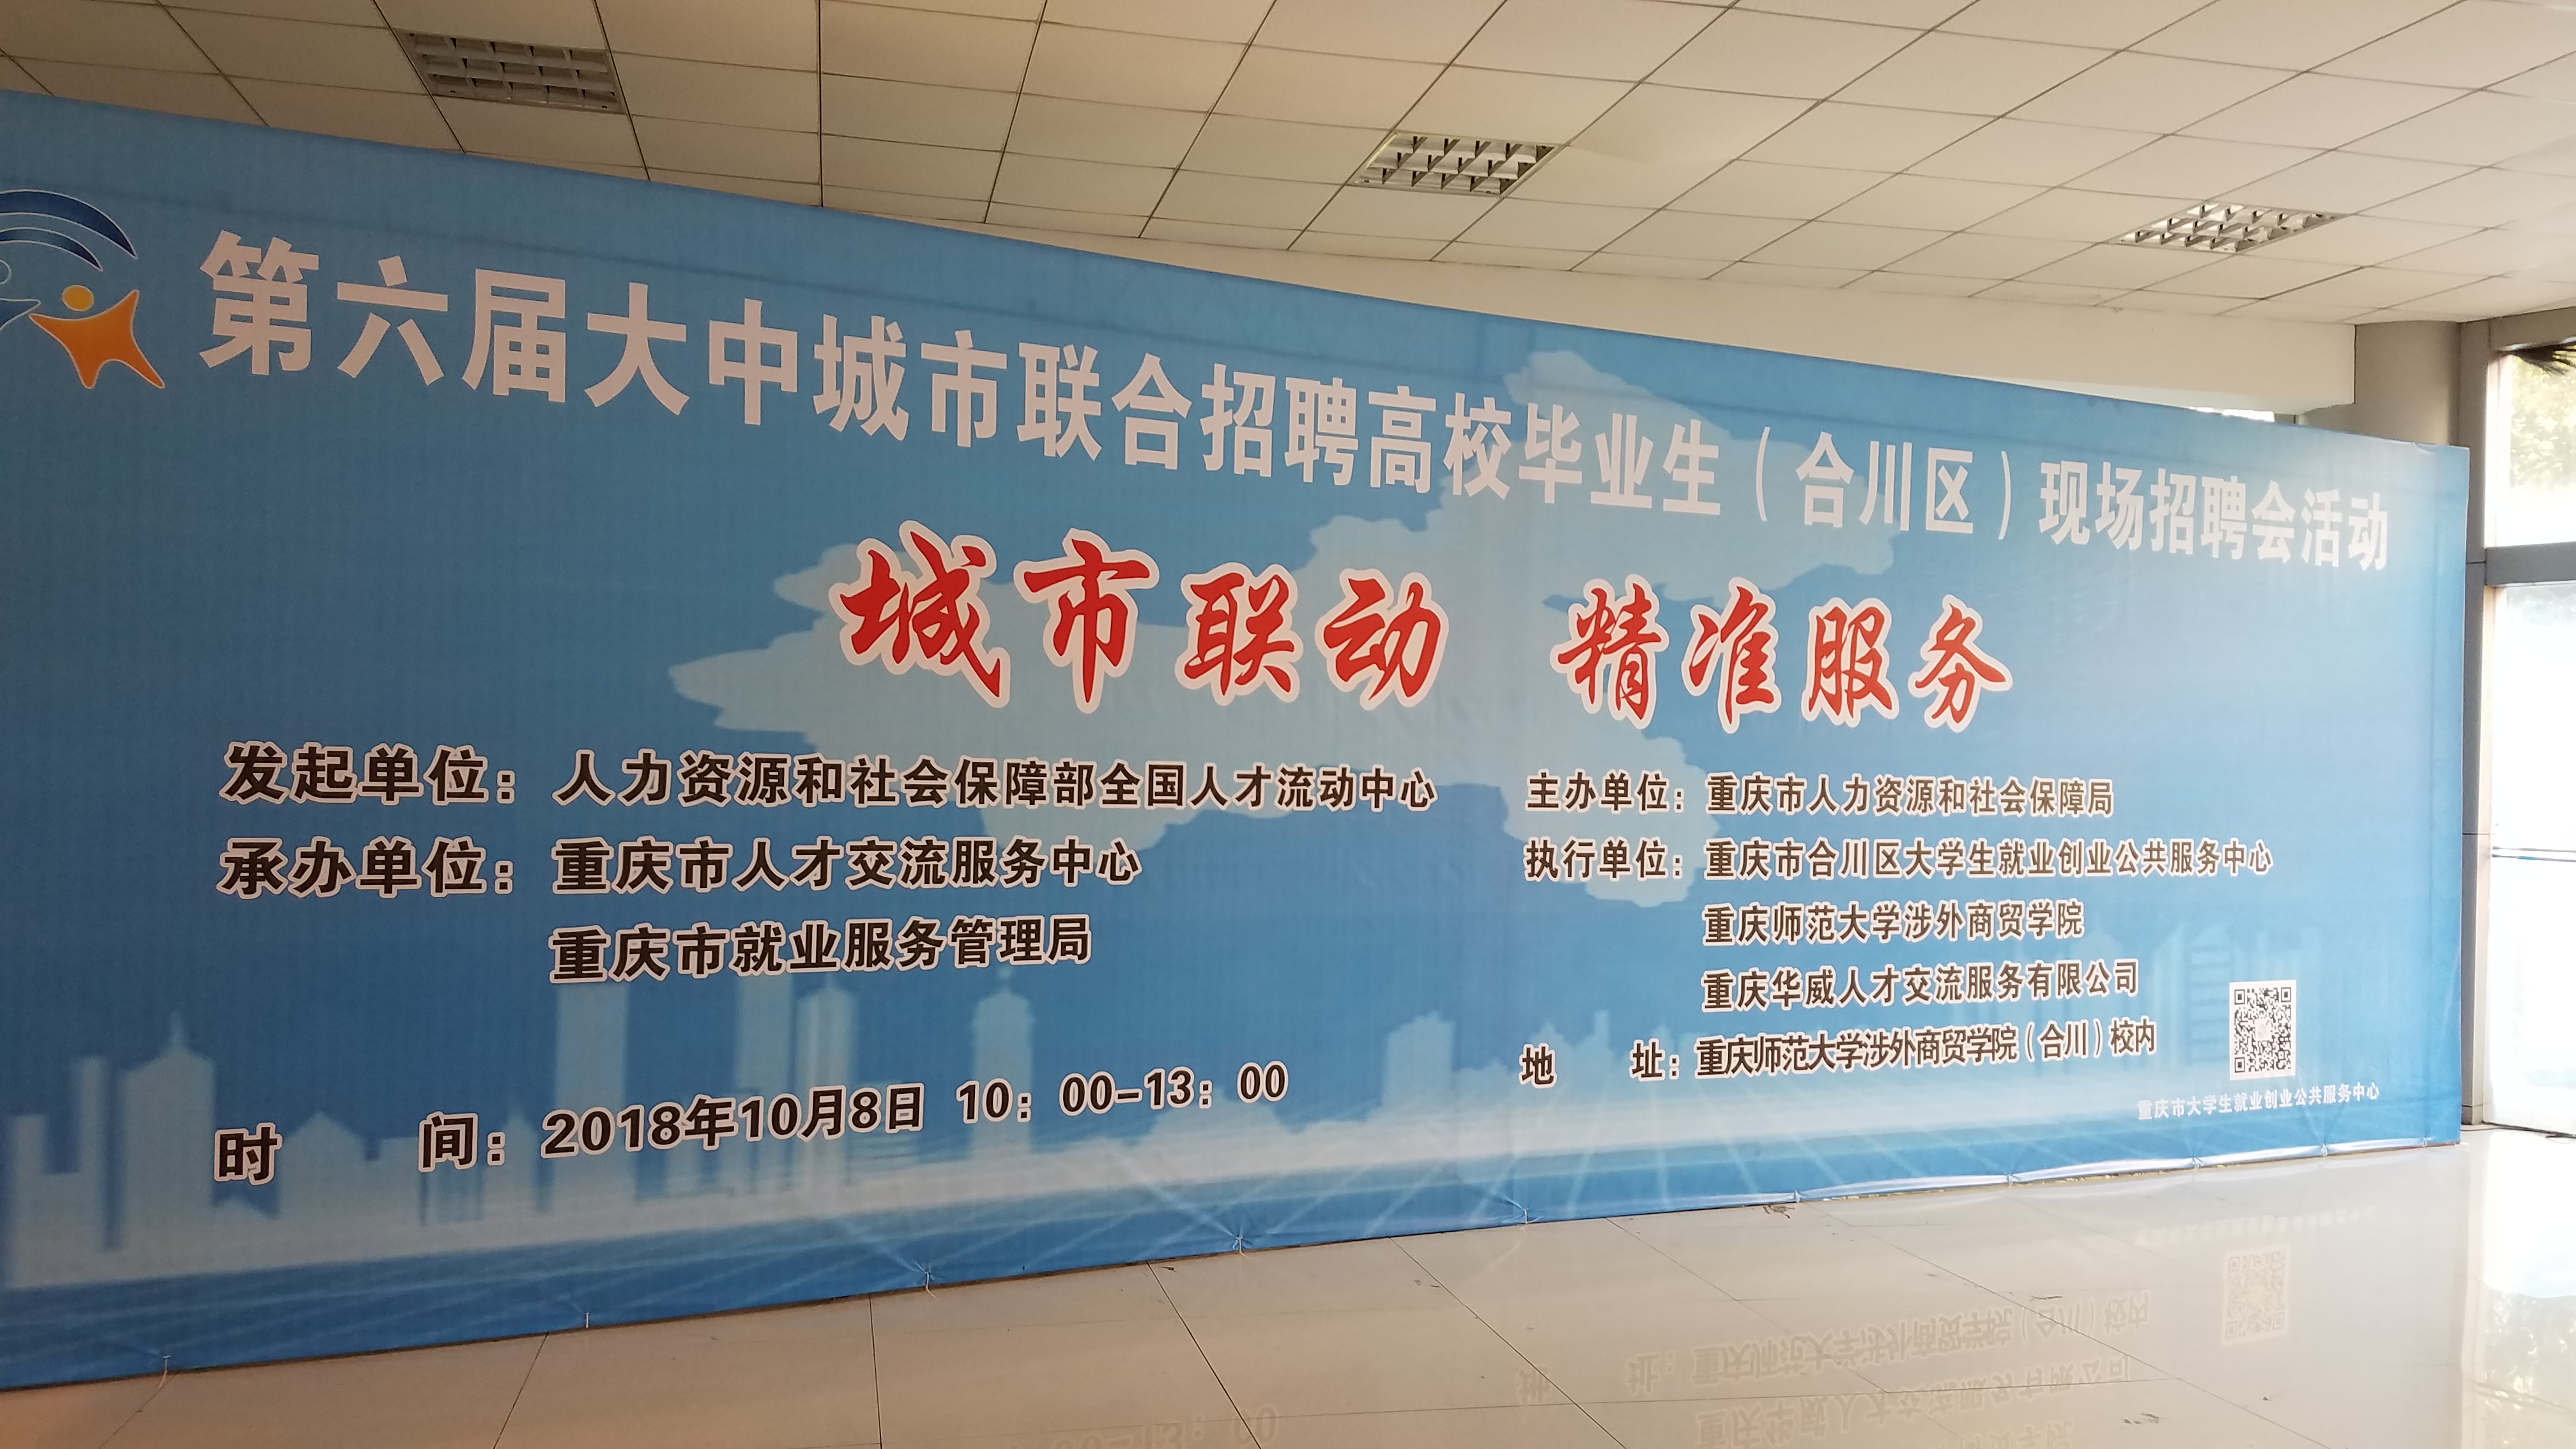 第六届大中城市联合招聘高校毕业生（合川区）现场招聘会活动
城市联动 精准服务
发起单位：人力资源和社会保障部全国人才流动中心
承办单位：重庆市人才交流服务中心
重庆市就业服务管理局
时 间：2018年10月8日 10：00-13：00
主办单位：重庆市人力资源和社会保障局
执行单位：重庆市合川区大学生就业创业公共服务中心
重庆师范大学涉外商贸学院
重庆华威人才交流服务有限公司
地 址：重庆师范大学涉外商贸学院（合川）校内
重庆市大学生就业创业公共服务中心